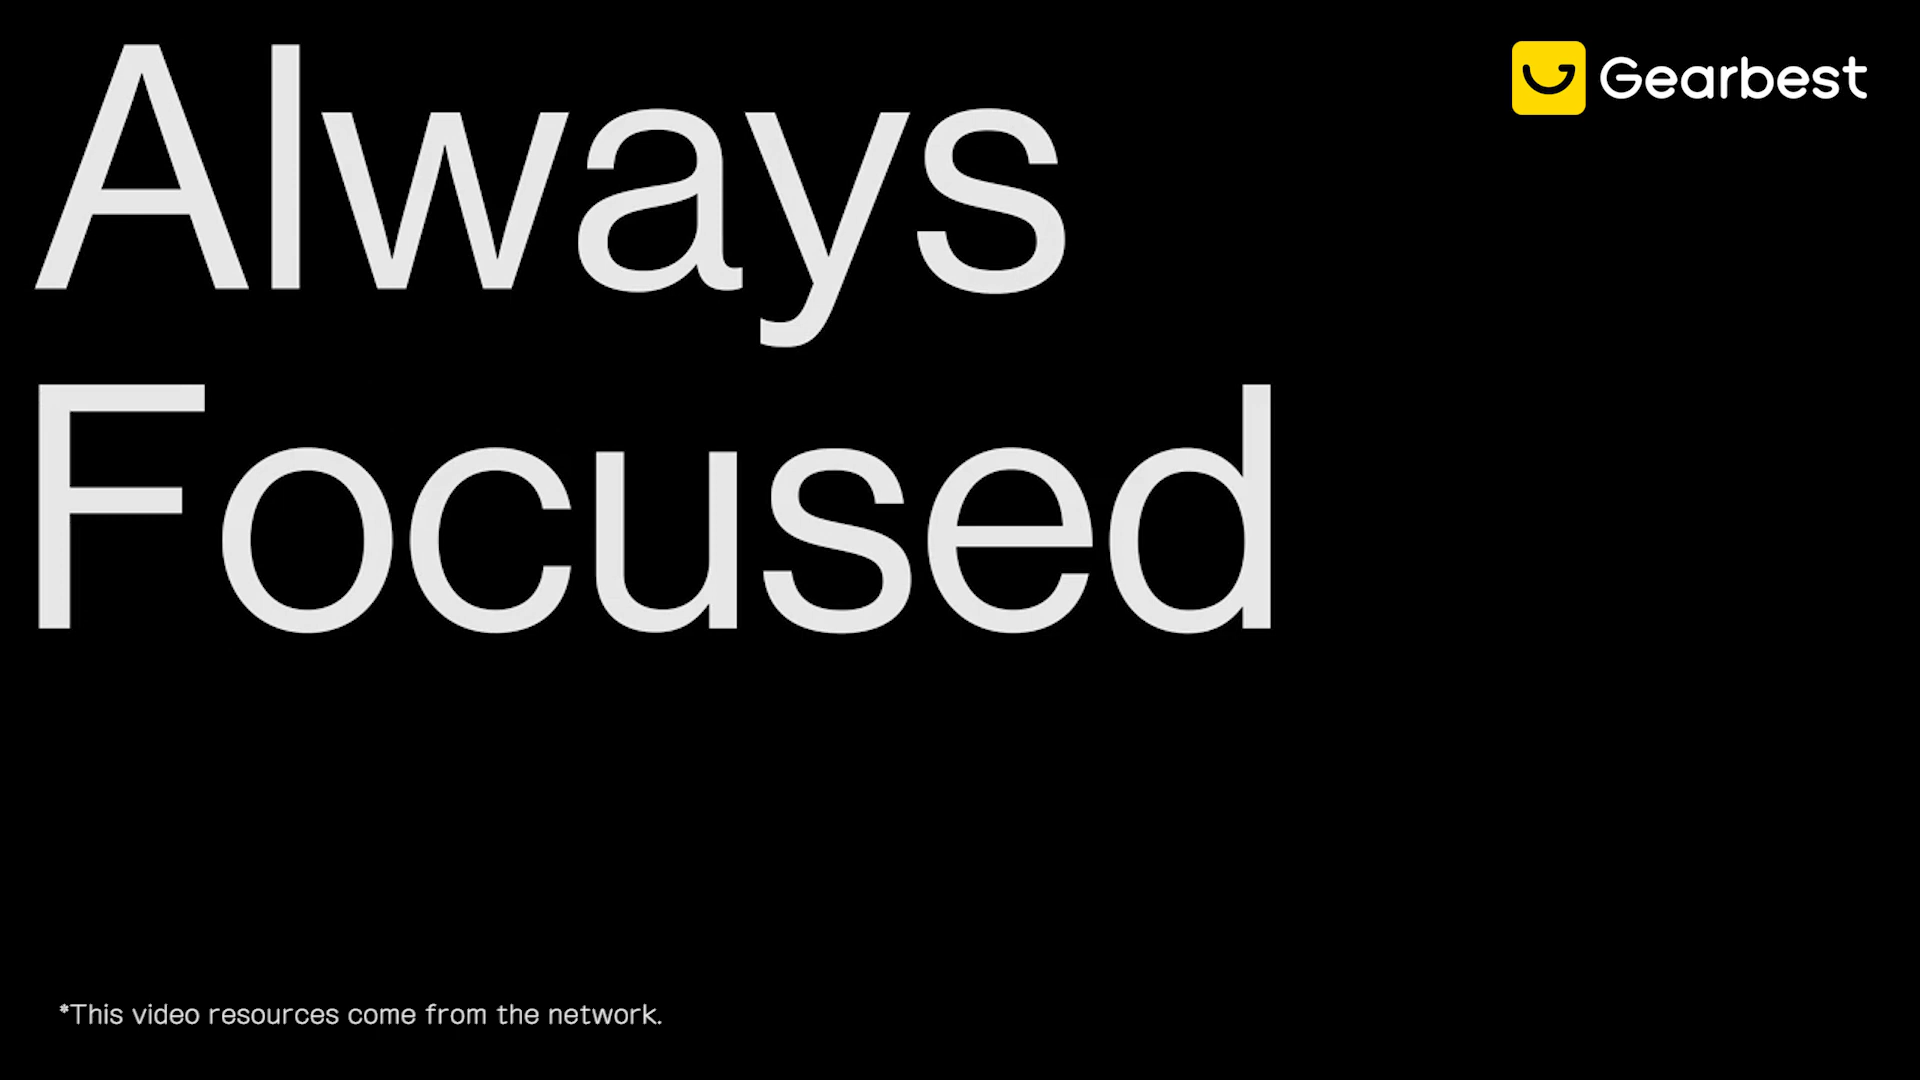 Always
Gearbest
Focused
*This video resources come from the network.